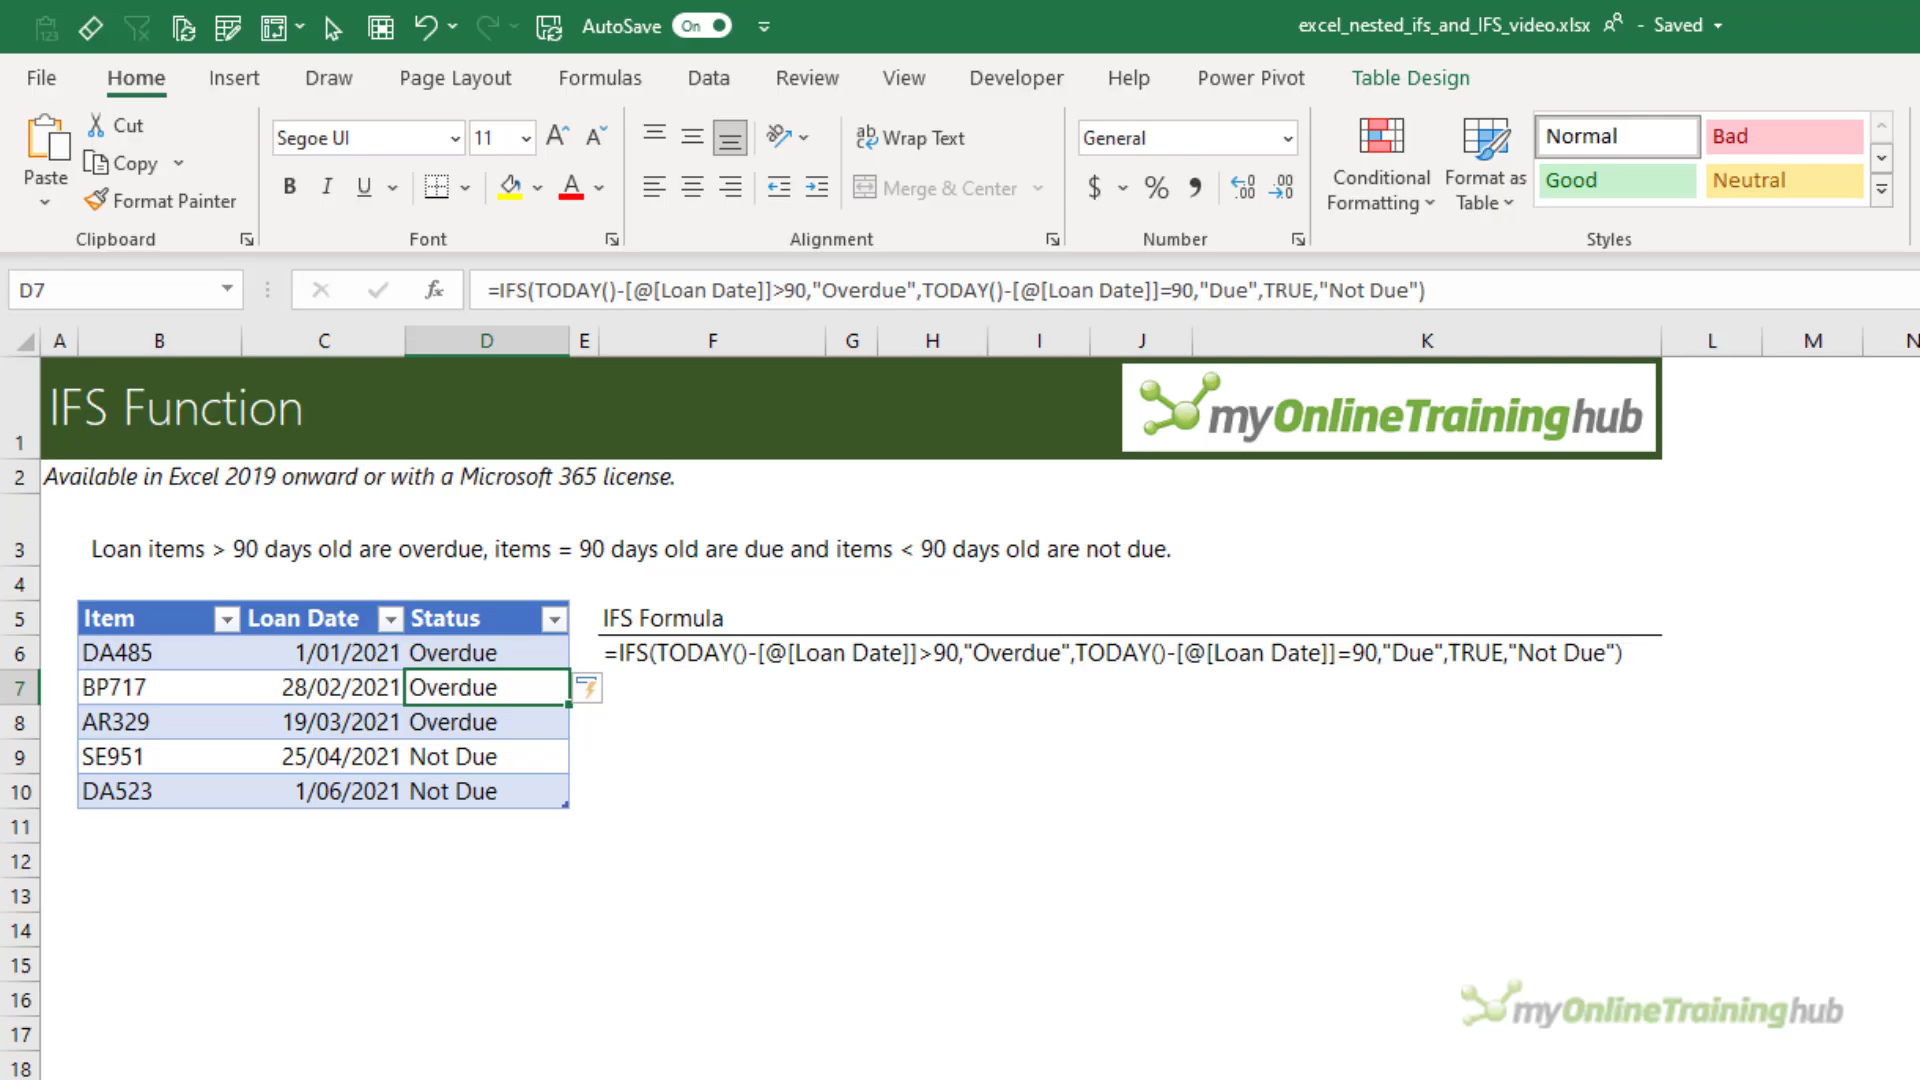 AutoSave On
excel_nested_ifs_and_IFS_video.xlsx - Saved
File Home Insert Draw Page Layout Formulas Data Review View Developer Help Power Pivot Table Design
Paste
Cut
Copy
Format Painter
Clipboard
Segoe UI 11 A A
B I U A
Font
ab Wrap Text
Merge & Center
Alignment
General
$ % 9 .00 .00
Number
Conditional Formatting
Format as Table
Normal Bad
Good Neutral
Styles
D7 fx =IFS(TODAY()-[@[Loan Date]]>90,"Overdue",TODAY()-[@[Loan Date]]=90,"Due",TRUE,"Not Due")
A B C D E F G H I J K L M N
1 IFS Function myOnlineTraininghub
2 Available in Excel 2019 onward or with a Microsoft 365 license.
3 Loan items > 90 days old are overdue, items = 90 days old are due and items < 90 days old are not due.
4
5 Item Loan Date Status IFS Formula
6 DA485 1/01/2021 Overdue =IFS(TODAY()-[@[Loan Date]]>90,"Overdue",TODAY()-[@[Loan Date]]=90,"Due",TRUE,"Not Due")
7 BP717 28/02/2021 Overdue
8 AR329 19/03/2021 Overdue
9 SE951 25/04/2021 Not Due
10 DA523 1/06/2021 Not Due
11
12
13
14
15
16 myOnlineTraininghub
17
18